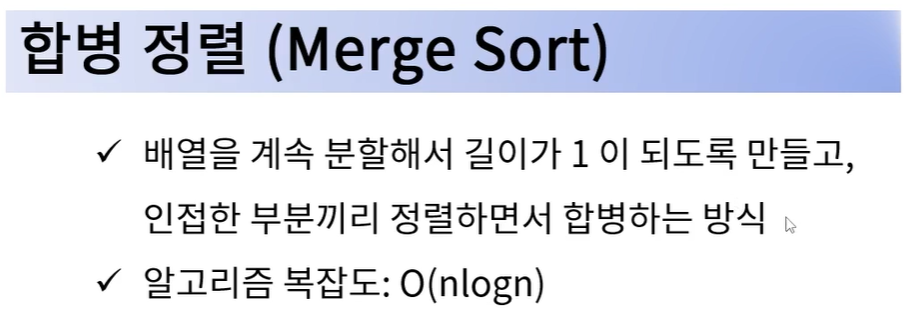 합병 정렬 (Merge Sort)
✓ 배열을 계속 분할해서 길이가 1 이 되도록 만들고,
인접한 부분끼리 정렬하면서 합병하는 방식
✓ 알고리즘 복잡도: O(nlogn)